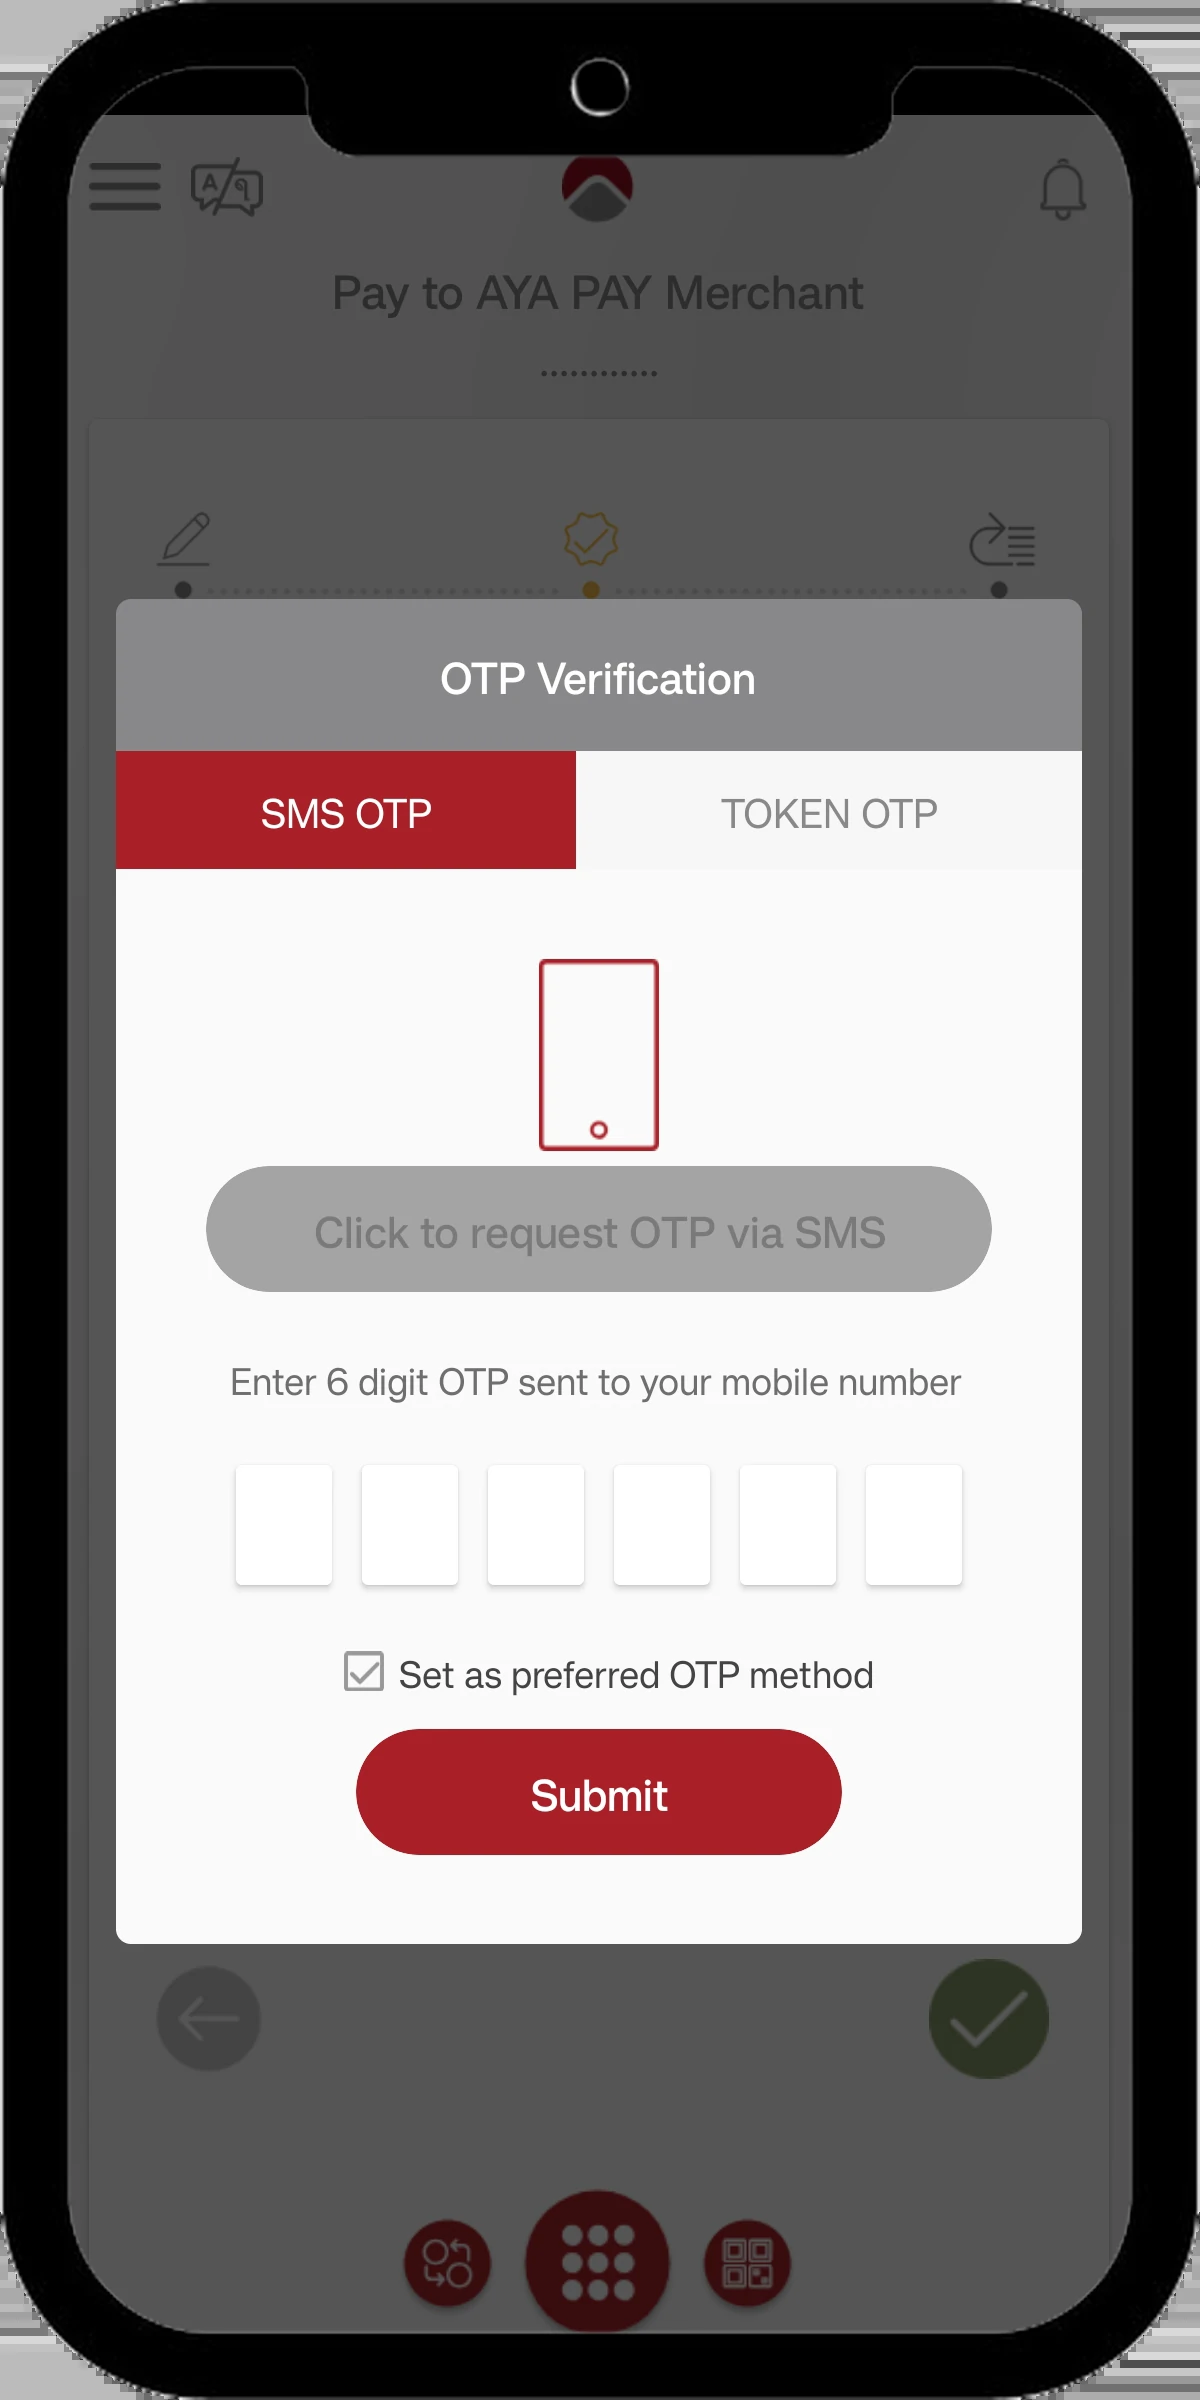 Pay to AYA PAY Merchant
OTP Verification
SMS OTP
TOKEN OTP
Click to request OTP via SMS
Enter 6 digit OTP sent to your mobile number
Set as preferred OTP method
Submit